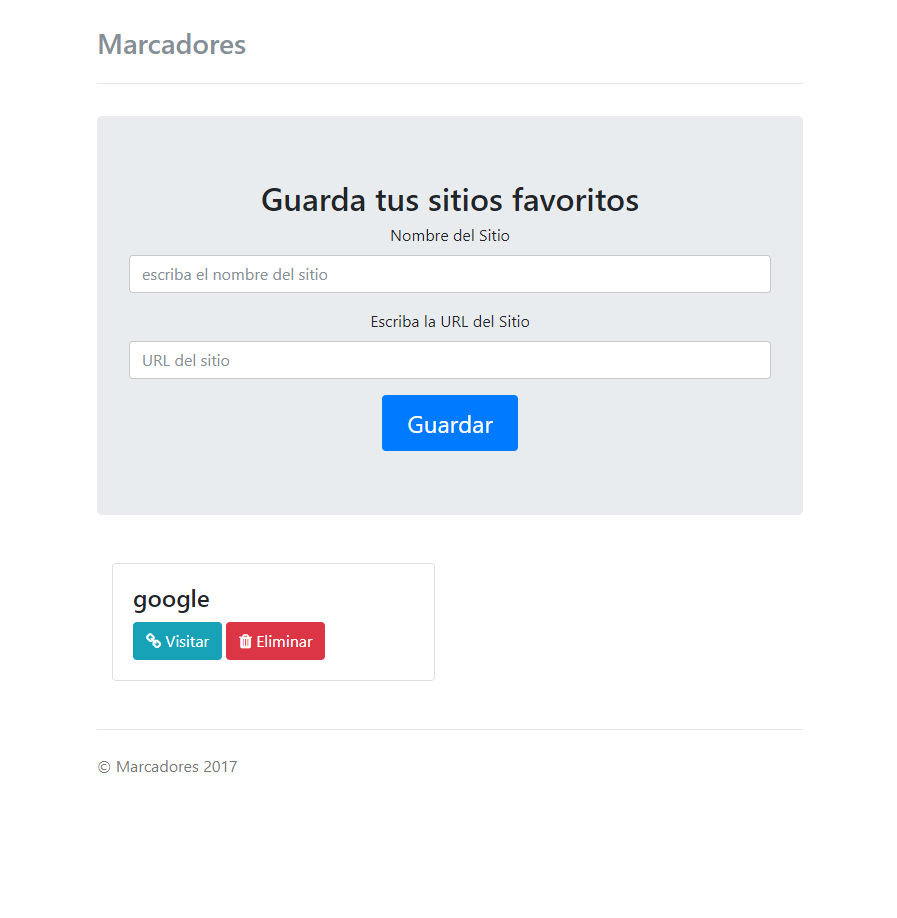 Marcadores
Guarda tus sitios favoritos
Nombre del Sitio
escriba el nombre del sitio
Escriba la URL del Sitio
URL del sitio
Guardar
google
Visitar Eliminar
© Marcadores 2017